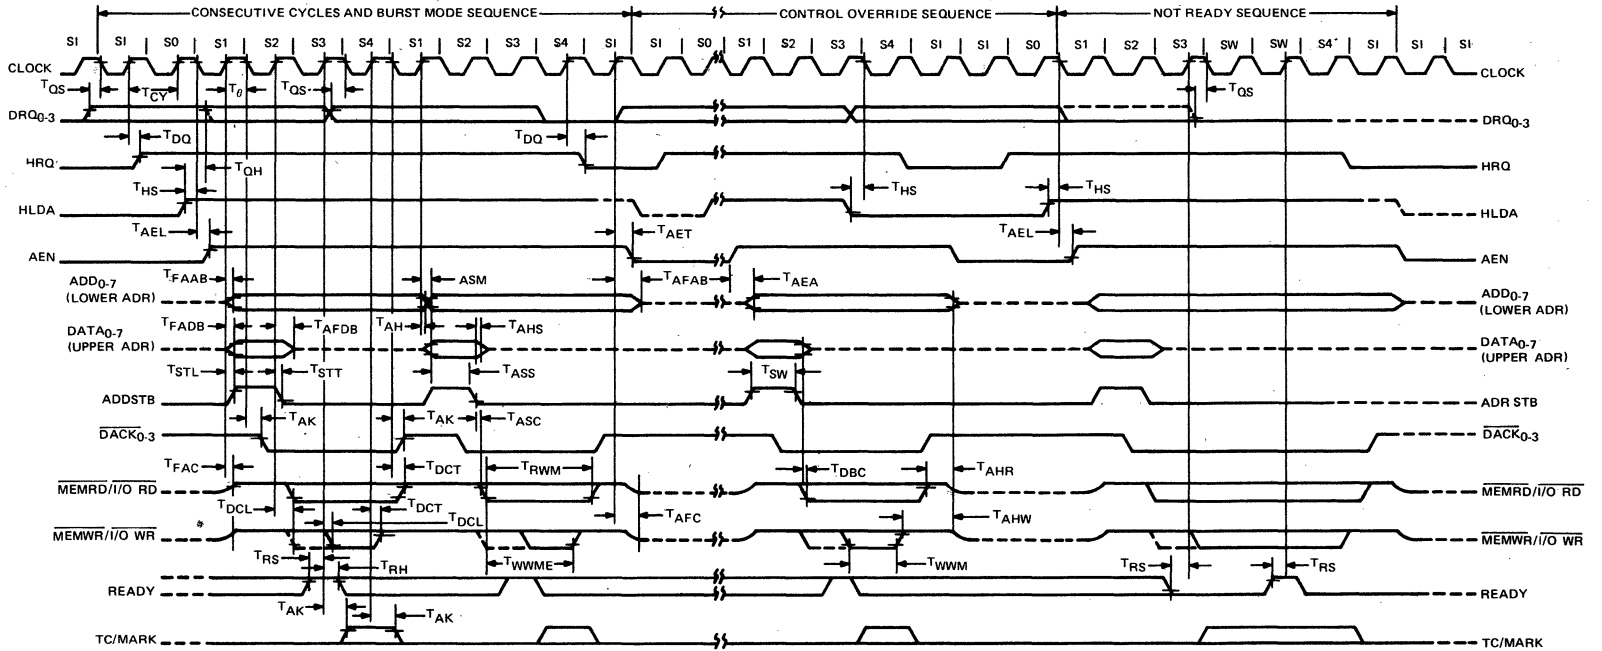 CONSECUTIVE CYCLES AND BURST MODE SEQUENCE CONTROL OVERRIDE SEQUENCE NOT READY SEQUENCE
SI SI S0 S1 S2 S3 S4 S1 S2 S3 S4 SI SI S0 S1 S2 S3 S4 SI SI S0 S1 S2 S3 SW SW S4 SI SI SI
CLOCK CLOCK
TQS TCY Tθ TQS TQS
DRQ0-3 DRQ0-3
TDQ TDQ
HRQ HRQ
TQH
THS THS THS
HLDA HLDA
TAEL TAET TAEL
AEN AEN
TFAAB ASM TAFAB TAEA
ADD0-7 ADD0-7
(LOWER ADR) (LOWER ADR)
TFADB TAFDB TAH TAHS
DATA0-7 DATA0-7
(UPPER ADR) (UPPER ADR)
TSTL TSTT TASS TSW
ADDSTB ADR STB
TAK TAK TASC
DACK0-3 DACK0-3
TFAC TDCT TRWM TDBC TAHR
MEMRD/I/O RD MEMRD/I/O RD
TDCL TDCT TDCL TAFC TAHW
MEMWR/I/O WR MEMWR/I/O WR
TRS TRH TWWME TWWM TRS TRS
READY READY
TAK TAK
TC/MARK TC/MARK